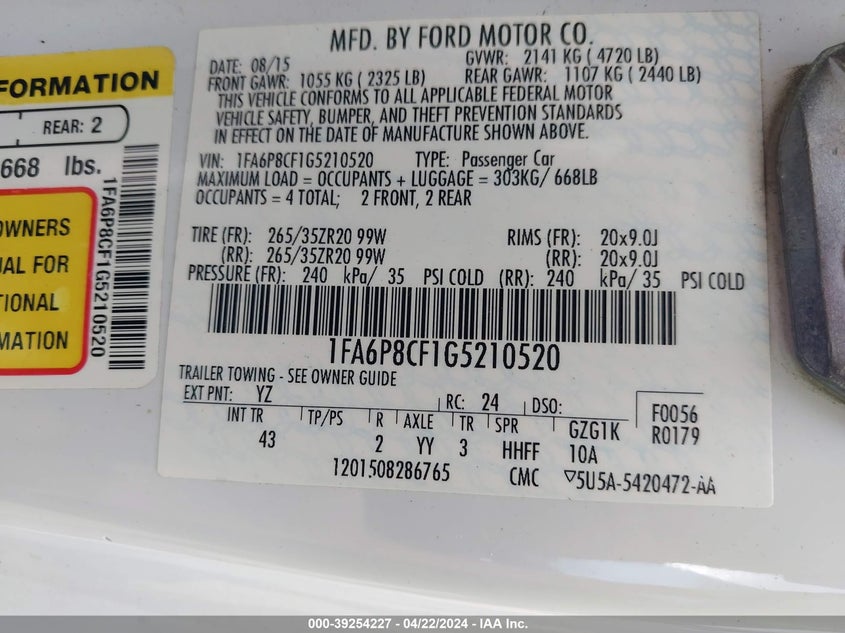 FORMATION
REAR: 2
668 lbs.
OWNERS
UAL FOR
TIONAL
MATION
1FA6P8CF1G5210520
MFD. BY FORD MOTOR CO.
DATE: 08/15 GVWR: 2141 KG ( 4720 LB)
FRONT GAWR: 1055 KG ( 2325 LB) REAR GAWR: 1107 KG ( 2440 LB)
THIS VEHICLE CONFORMS TO ALL APPLICABLE FEDERAL MOTOR
VEHICLE SAFETY, BUMPER, AND THEFT PREVENTION STANDARDS
IN EFFECT ON THE DATE OF MANUFACTURE SHOWN ABOVE.
VIN: 1FA6P8CF1G5210520 TYPE: Passenger Car
MAXIMUM LOAD = OCCUPANTS + LUGGAGE = 303KG/ 668LB
OCCUPANTS = 4 TOTAL; 2 FRONT, 2 REAR
TIRE (FR): 265/35ZR20 99W RIMS (FR): 20x9.0J
(RR): 265/35ZR20 99W (RR): 20x9.0J
PRESSURE (FR): 240 kPa/ 35 PSI COLD (RR): 240 kPa/ 35 PSI COLD
1FA6P8CF1G5210520
TRAILER TOWING - SEE OWNER GUIDE
EXT PNT: YZ RC: 24 DSO: F0056
INT TR TP/PS R AXLE TR SPR GZG1K R0179
43 2 YY 3 HHFF 10A
1201508286765 CMC ▽5U5A-5420472-AA
000-39254227 - 04/22/2024 - IAA Inc.